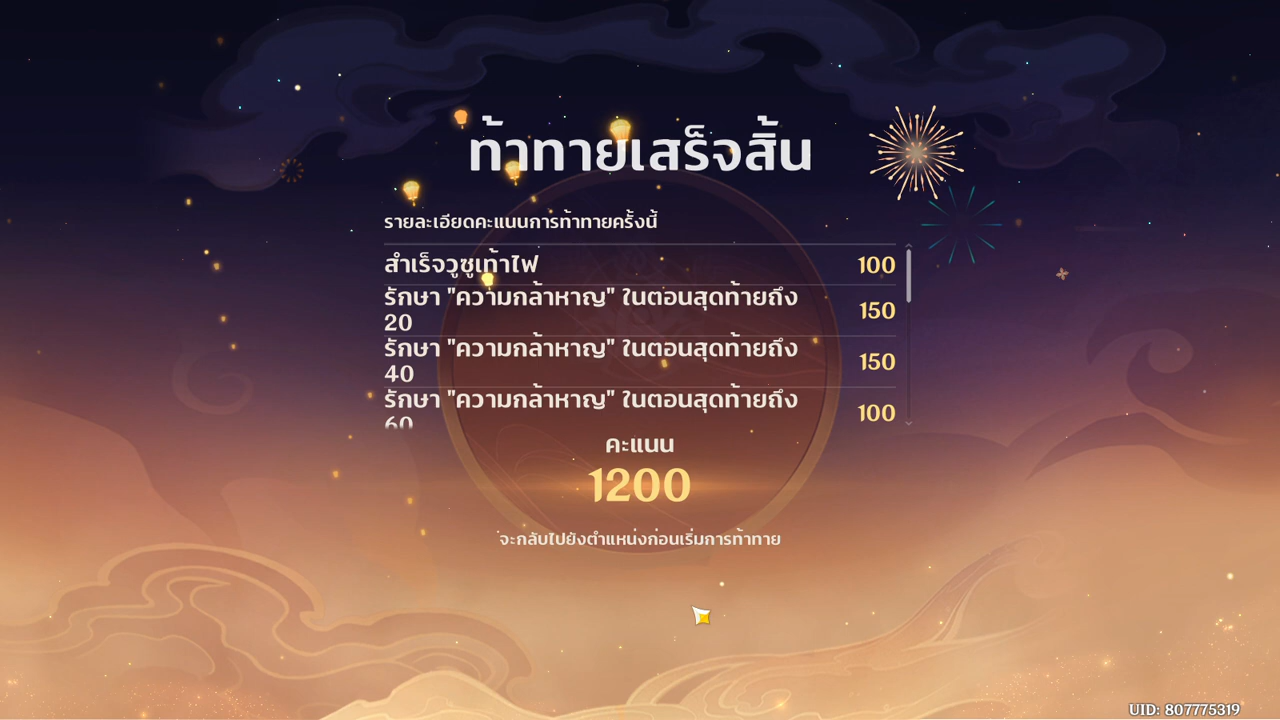 ท้าทายเสร็จสิ้น
รายละเอียดคะแนนการท้าทายครั้งนี้
สำเร็จวูซูเท้าไฟ 100
รักษา "ความกล้าหาญ" ในตอนสุดท้ายถึง 150
20
รักษา "ความกล้าหาญ" ในตอนสุดท้ายถึง 150
40
รักษา "ความกล้าหาญ" ในตอนสุดท้ายถึง 100
60
คะแนน
1200
จะกลับไปยังตำแหน่งก่อนเริ่มการท้าทาย
UID: 807775319